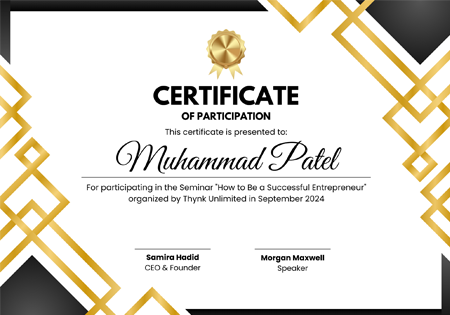 CERTIFICATE
OF PARTICIPATION
This certificate is presented to:
Muhammad Patel
For participating in the Seminar "How to Be a Successful Entrepreneur"
organized by Thynk Unlimited in September 2024
Samira Hadid
CEO & Founder
Morgan Maxwell
Speaker